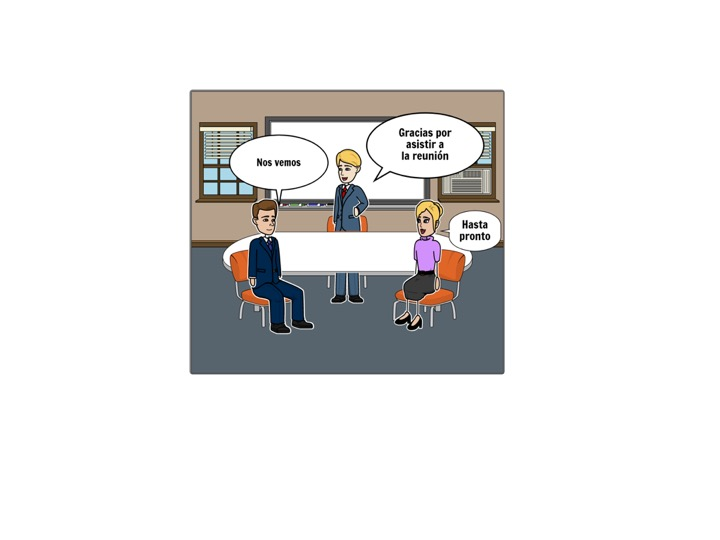 Gracias por
asistir a
la reunión
Nos vemos
Hasta
pronto